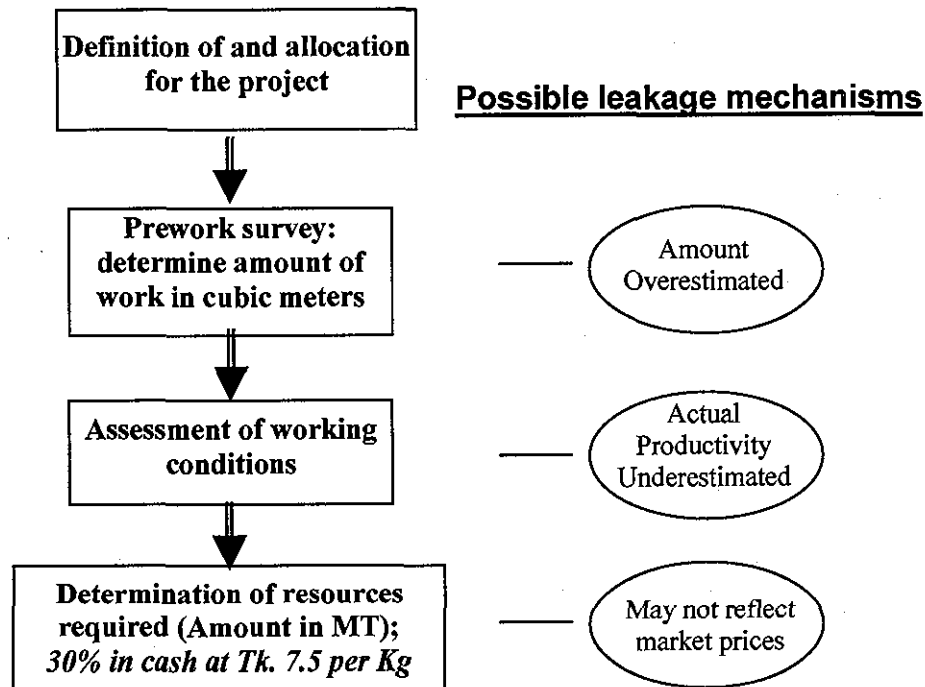 Definition of and allocation
for the project
Possible leakage mechanisms
Prework survey:
determine amount of
work in cubic meters
Amount
Overestimated
Assessment of working
conditions
Actual
Productivity
Underestimated
Determination of resources
required (Amount in MT);
30% in cash at Tk. 7.5 per Kg
May not reflect
market prices